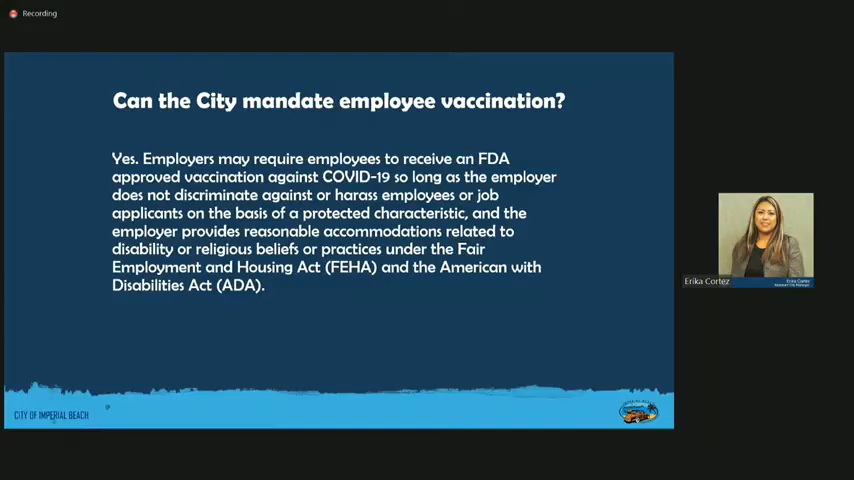 Recording
Can the City mandate employee vaccination?
Yes. Employers may require employees to receive an FDA
approved vaccination against COVID-19 so long as the employer
does not discriminate against or harass employees or job
applicants on the basis of a protected characteristic, and the
employer provides reasonable accommodations related to
disability or religious beliefs or practices under the Fair
Employment and Housing Act (FEHA) and the American with
Disabilities Act (ADA).
Erika Cortez
Erika Cortez
Assistant City Manager
CITY OF IMPERIAL BEACH